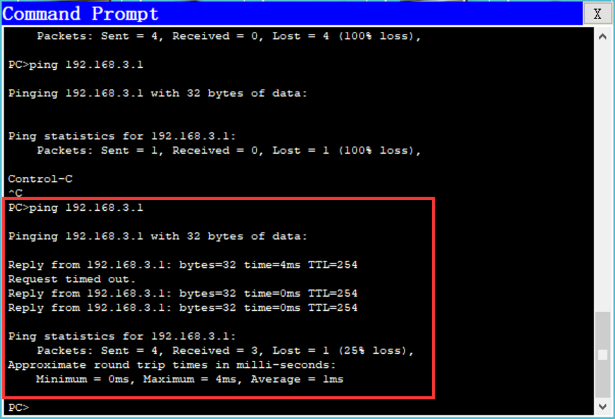 Command Prompt
X
Packets: Sent = 4, Received = 0, Lost = 4 (100% loss),
PC>ping 192.168.3.1
Pinging 192.168.3.1 with 32 bytes of data:
Ping statistics for 192.168.3.1:
Packets: Sent = 1, Received = 0, Lost = 1 (100% loss),
Control-C
^C
PC>ping 192.168.3.1
Pinging 192.168.3.1 with 32 bytes of data:
Reply from 192.168.3.1: bytes=32 time=4ms TTL=254
Request timed out.
Reply from 192.168.3.1: bytes=32 time=0ms TTL=254
Reply from 192.168.3.1: bytes=32 time=0ms TTL=254
Ping statistics for 192.168.3.1:
Packets: Sent = 4, Received = 3, Lost = 1 (25% loss),
Approximate round trip times in milli-seconds:
Minimum = 0ms, Maximum = 4ms, Average = 1ms
PC>